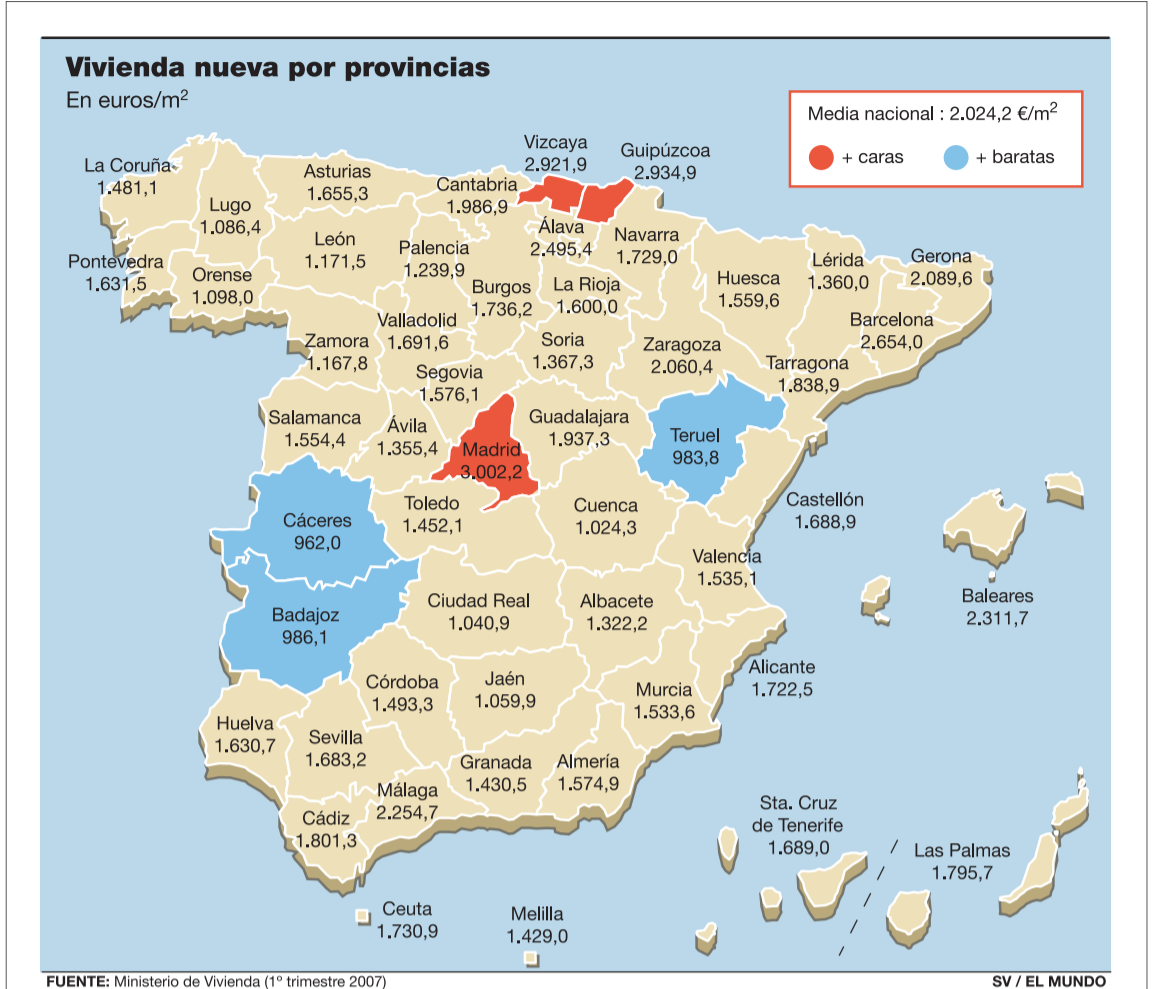 Vivienda nueva por provincias
En euros/m²
Media nacional : 2.024,2 €/m²
+ caras
+ baratas
Vizcaya
2.921,9
Guipúzcoa
2.934,9
La Coruña
1.481,1
Asturias
1.655,3
Cantabria
1.986,9
Lugo
1.086,4
Álava
2.495,4
Navarra
1.729,0
León
1.171,5
Palencia
1.239,9
Pontevedra
1.631,5
Orense
1.098,0
Burgos
1.736,2
La Rioja
1.600,0
Huesca
1.559,6
Lérida
1.360,0
Gerona
2.089,6
Barcelona
2.654,0
Zamora
1.167,8
Valladolid
1.691,6
Soria
1.367,3
Zaragoza
2.060,4
Tarragona
1.838,9
Segovia
1.576,1
Salamanca
1.554,4
Ávila
1.355,4
Madrid
3.002,2
Guadalajara
1.937,3
Teruel
983,8
Cáceres
962,0
Toledo
1.452,1
Cuenca
1.024,3
Castellón
1.688,9
Valencia
1.535,1
Baleares
2.311,7
Badajoz
986,1
Ciudad Real
1.040,9
Albacete
1.322,2
Alicante
1.722,5
Córdoba
1.493,3
Jaén
1.059,9
Murcia
1.533,6
Huelva
1.630,7
Sevilla
1.683,2
Granada
1.430,5
Almería
1.574,9
Málaga
2.254,7
Cádiz
1.801,3
Sta. Cruz
de Tenerife
1.689,0
Las Palmas
1.795,7
Ceuta
1.730,9
Melilla
1.429,0
FUENTE: Ministerio de Vivienda (1º trimestre 2007)
SV / EL MUNDO